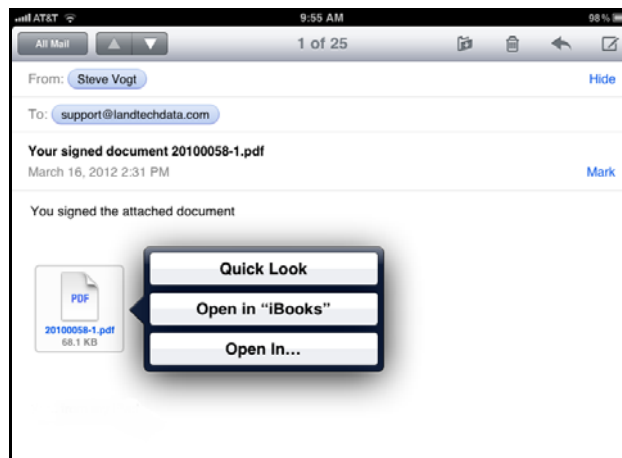 AT&T 9:55 AM 98%
All Mail 1 of 25
From: Steve Vogt Hide
To: support@landtechdata.com
Your signed document 20100058-1.pdf
March 16, 2012 2:31 PM Mark
You signed the attached document
Quick Look
PDF
Open in “iBooks”
20100058-1.pdf
68.1 KB
Open In...